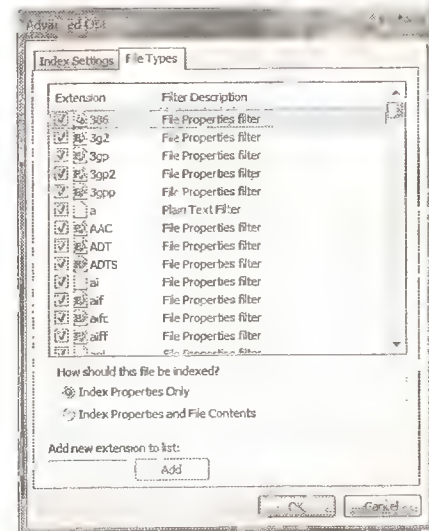 Index Settings File Types
Extension Filter Description
386 File Properties filter
3g2 File Properties filter
3gp File Properties filter
3gp2 File Properties filter
3gpp File Properties filter
a Plain Text Filter
AAC File Properties filter
ADT File Properties filter
ADTS File Properties filter
ai File Properties filter
aif File Properties filter
aifc File Properties filter
aiff File Properties filter
File Properties filter
How should this file be indexed?
Index Properties Only
Index Properties and File Contents
Add new extension to list:
Add
OK Cancel